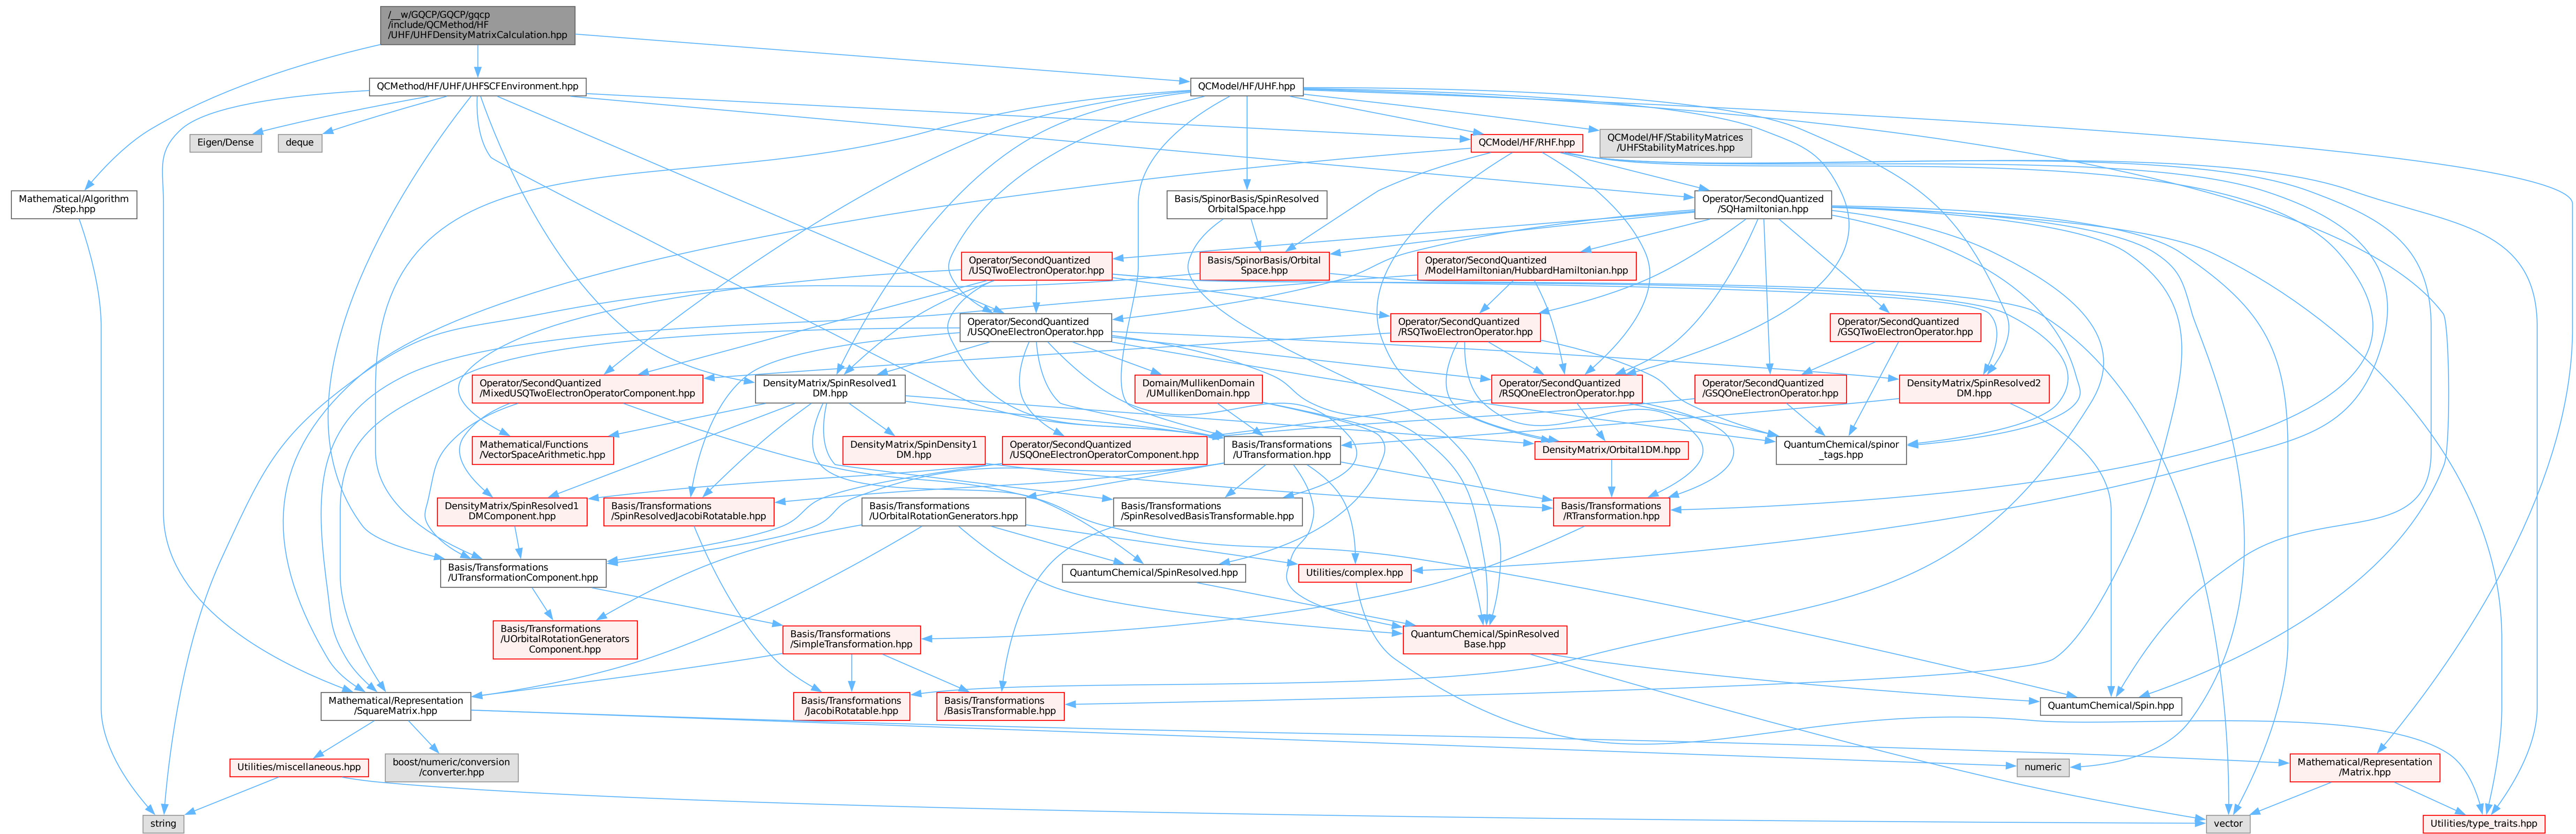 /__w/GQCP/GQCP/gqcp
/include/QCMethod/HF
/UHF/UHFDensityMatrixCalculation.hpp
QCMethod/HF/UHF/UHFSCFEnvironment.hpp
QCModel/HF/UHF.hpp
Eigen/Dense
deque
QCModel/HF/RHF.hpp
QCModel/HF/StabilityMatrices
/UHFStabilityMatrices.hpp
Mathematical/Algorithm
/Step.hpp
Basis/SpinorBasis/SpinResolved
OrbitalSpace.hpp
Operator/SecondQuantized
/SQHamiltonian.hpp
Operator/SecondQuantized
/USQTwoElectronOperator.hpp
Basis/SpinorBasis/Orbital
Space.hpp
Operator/SecondQuantized
/ModelHamiltonian/HubbardHamiltonian.hpp
Operator/SecondQuantized
/USQOneElectronOperator.hpp
Operator/SecondQuantized
/RSQTwoElectronOperator.hpp
Operator/SecondQuantized
/GSQTwoElectronOperator.hpp
Operator/SecondQuantized
/MixedUSQTwoElectronOperatorComponent.hpp
DensityMatrix/SpinResolved1
DM.hpp
Domain/MullikenDomain
/UMullikenDomain.hpp
Operator/SecondQuantized
/RSQOneElectronOperator.hpp
Operator/SecondQuantized
/GSQOneElectronOperator.hpp
DensityMatrix/SpinResolved2
DM.hpp
Mathematical/Functions
/VectorSpaceArithmetic.hpp
DensityMatrix/SpinDensity1
DM.hpp
Operator/SecondQuantized
/USQOneElectronOperatorComponent.hpp
Basis/Transformations
/UTransformation.hpp
DensityMatrix/Orbital1DM.hpp
QuantumChemical/spinor
_tags.hpp
DensityMatrix/SpinResolved1
DMComponent.hpp
Basis/Transformations
/SpinResolvedJacobiRotatable.hpp
Basis/Transformations
/UOrbitalRotationGenerators.hpp
Basis/Transformations
/SpinResolvedBasisTransformable.hpp
Basis/Transformations
/RTransformation.hpp
Basis/Transformations
/UTransformationComponent.hpp
QuantumChemical/SpinResolved.hpp
Utilities/complex.hpp
Basis/Transformations
/UOrbitalRotationGenerators
Component.hpp
Basis/Transformations
/SimpleTransformation.hpp
QuantumChemical/SpinResolved
Base.hpp
Mathematical/Representation
/SquareMatrix.hpp
Basis/Transformations
/JacobiRotatable.hpp
Basis/Transformations
/BasisTransformable.hpp
QuantumChemical/Spin.hpp
Utilities/miscellaneous.hpp
boost/numeric/conversion
/converter.hpp
numeric
Mathematical/Representation
/Matrix.hpp
string
vector
Utilities/type_traits.hpp